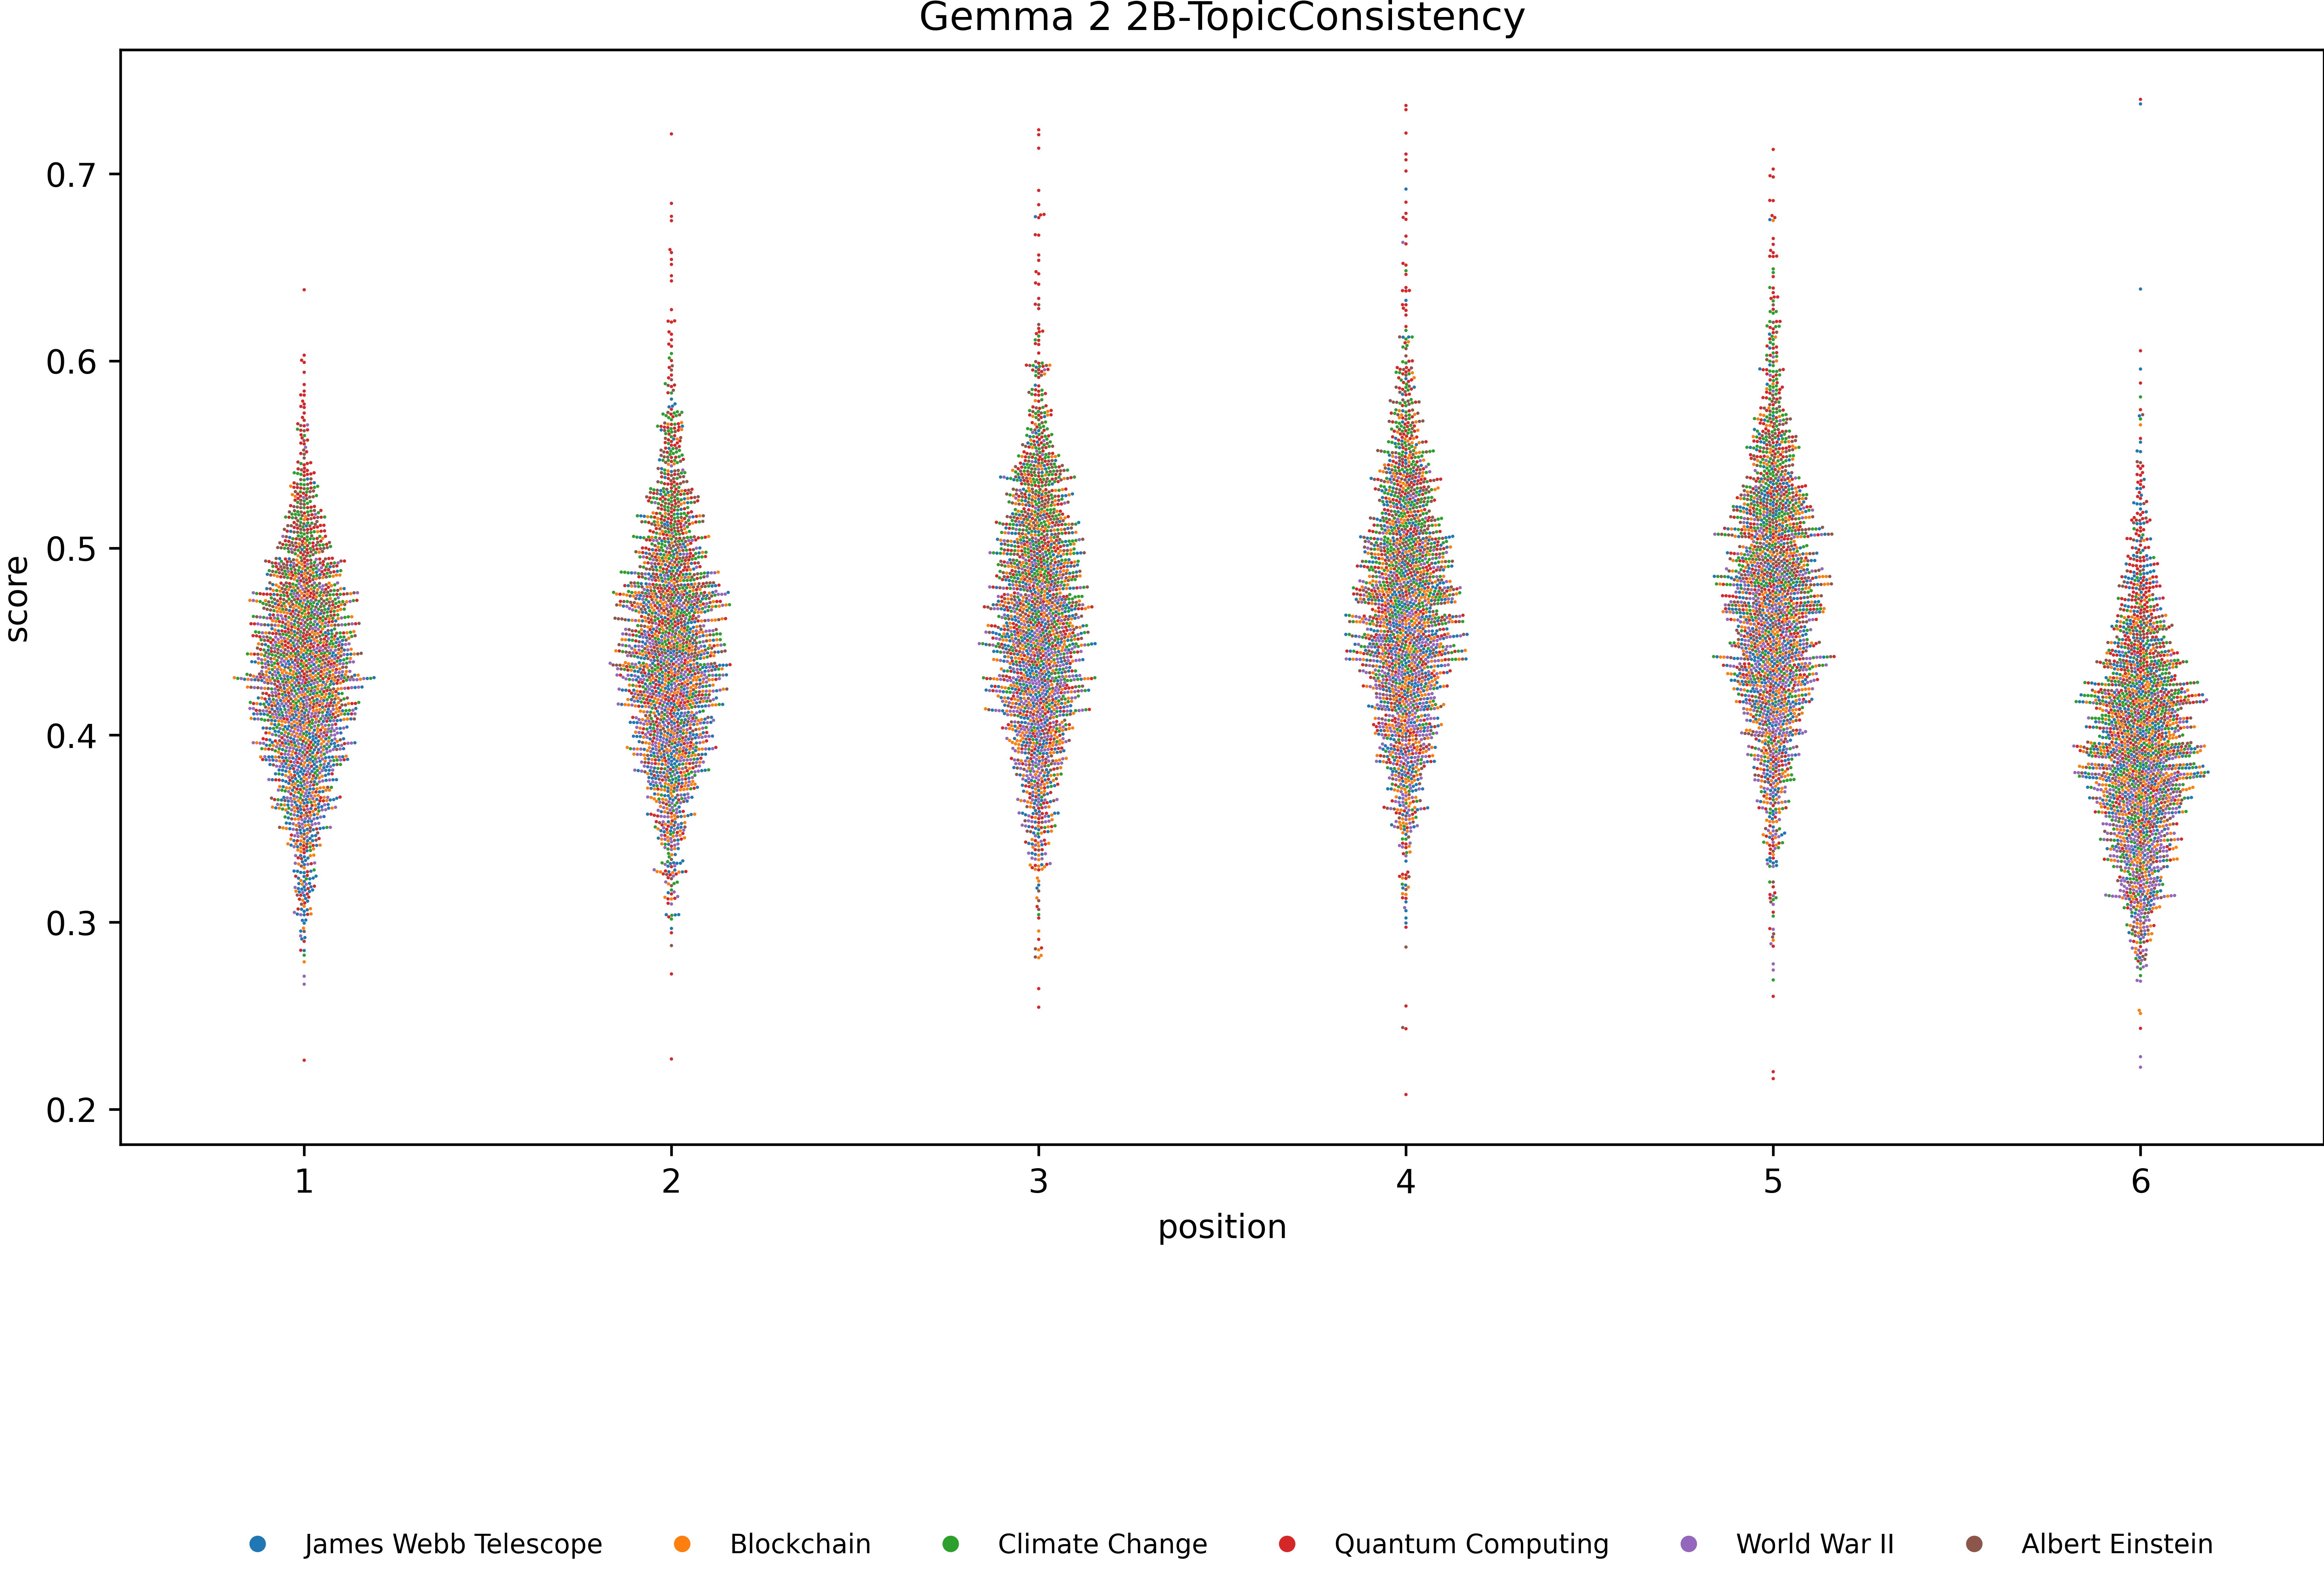 Gemma 2 2B-TopicConsistency
0.7
0.6
0.5
0.4
0.3
0.2
score
1 2 3 4 5 6
position
James Webb Telescope Blockchain Climate Change Quantum Computing World War II Albert Einstein